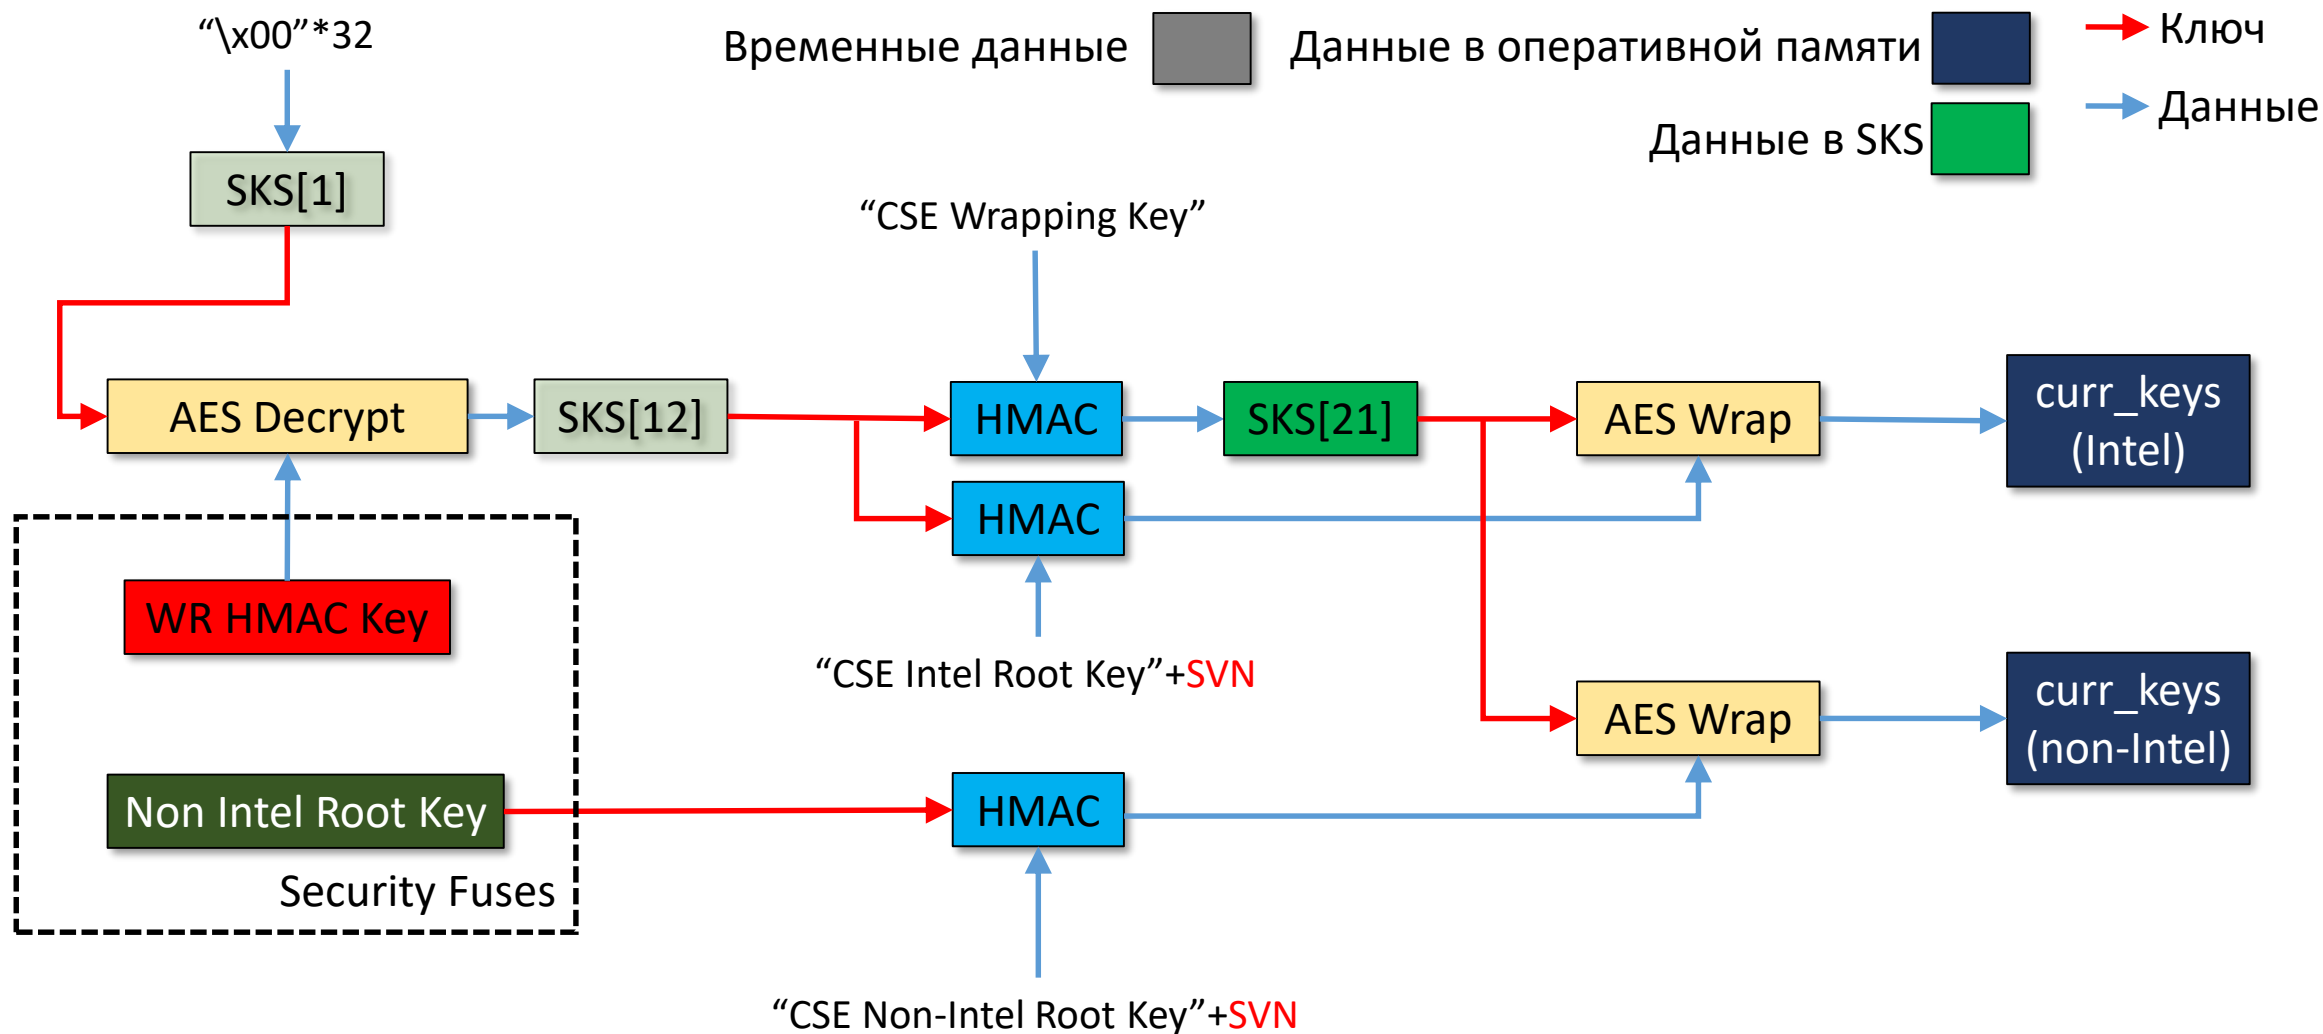 “\x00”*32
Временные данные
Данные в оперативной памяти
Ключ
Данные
Данные в SKS
SKS[1]
“CSE Wrapping Key”
AES Decrypt
SKS[12]
HMAC
SKS[21]
AES Wrap
curr_keys
(Intel)
HMAC
WR HMAC Key
“CSE Intel Root Key”+SVN
AES Wrap
curr_keys
(non-Intel)
Non Intel Root Key
HMAC
Security Fuses
“CSE Non-Intel Root Key”+SVN